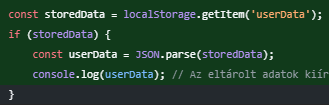 const storedData = localStorage.getItem('userData');
if (storedData) {
const userData = JSON.parse(storedData);
console.log(userData); // Az eltárolt adatok kiír
}